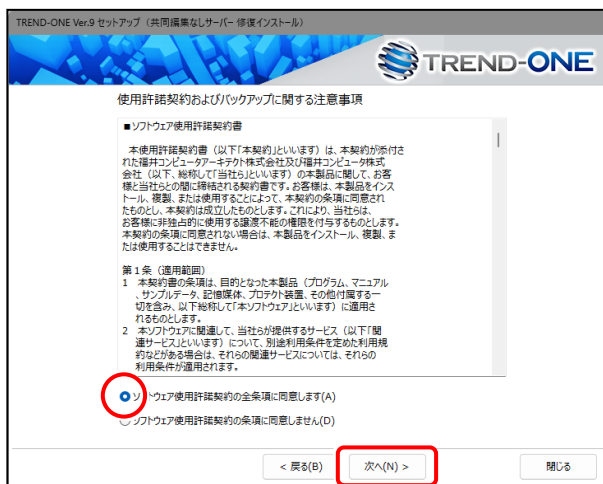 TREND-ONE Ver.9 セットアップ（共同編集なしサーバー 修復インストール）
TREND-ONE
使用許諾契約およびバックアップに関する注意事項
■ソフトウェア使用許諾契約書
本使用許諾契約書（以下「本契約」といいます）は、本契約が添付さ
れた福井コンピュータアーキテクト株式会社及び福井コンピュータ株式
会社（以下、総称して「当社ら」といいます）の本製品に関して、お客
様と当社らとの間に締結される契約書です。お客様は、本製品をインス
トール、複製、または使用することによって、本契約の条項に同意され
たものとし、本契約は成立したものとします。これにより、当社らは、
お客様に非独占的に使用する譲渡不能の権限を付与するものとします。
本契約の条項に同意されない場合は、本製品をインストール、複製、ま
たは使用することはできません。
第１条（適用範囲）
1 本契約書の条項は、目的となった本製品（プログラム、マニュアル
、サンプルデータ、記憶媒体、プロテクト装置、その他付属する一
切を含み、以下総称して「本ソフトウェア」といいます）に適用さ
れるものとします。
2 本ソフトウェアに関連して、当社らが提供するサービス（以下「関
連サービス」といいます）について、別途利用条件を定めた利用規
約などがある場合は、それらの関連サービスについては、それらの
利用条件が適用されます。
ソフトウェア使用許諾契約の全条項に同意します(A)
ソフトウェア使用許諾契約の条項に同意しません(D)
< 戻る(B)
次へ(N) >
閉じる